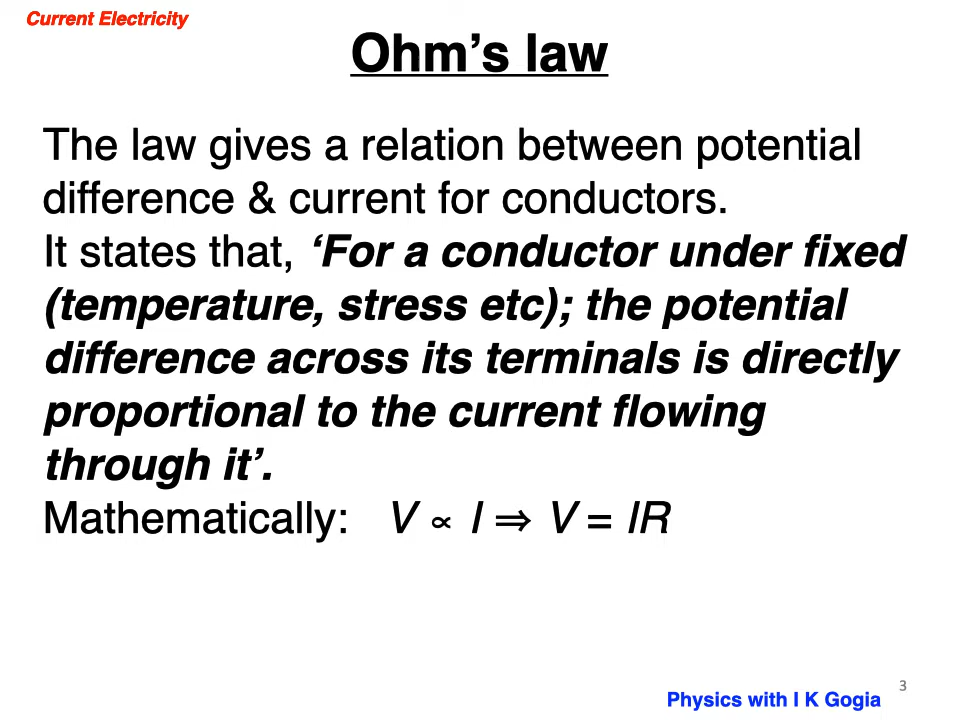 Current Electricity
Ohm’s law
The law gives a relation between potential
difference & current for conductors.
It states that, ‘For a conductor under fixed
(temperature, stress etc); the potential
difference across its terminals is directly
proportional to the current flowing
through it’.
Mathematically: V ∝ I ⇒ V = IR
3
Physics with I K Gogia